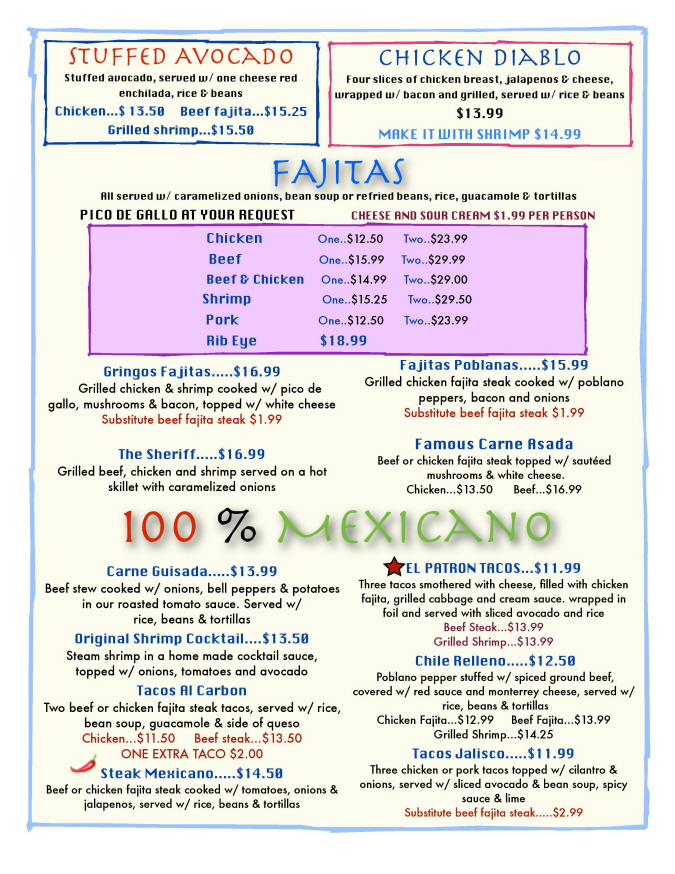 STUFFED AVOCADO
Stuffed avocado, served w/ one cheese red
enchilada, rice & beans
Chicken...$ 13.50 Beef fajita...$15.25
Grilled shrimp...$15.50
CHICKEN DIABLO
Four slices of chicken breast, jalapenos & cheese,
wrapped w/ bacon and grilled, served w/ rice & beans
$13.99
MAKE IT WITH SHRIMP $14.99
FAJITAS
All served w/ caramelized onions, bean soup or refried beans, rice, guacamole & tortillas
PICO DE GALLO AT YOUR REQUEST CHEESE AND SOUR CREAM $1.99 PER PERSON
Chicken One..$12.50 Two..$23.99
Beef One..$15.99 Two..$29.99
Beef & Chicken One..$14.99 Two..$29.00
Shrimp One..$15.25 Two..$29.50
Pork One..$12.50 Two..$23.99
Rib Eye $18.99
Gringos Fajitas.....$16.99
Grilled chicken & shrimp cooked w/ pico de
gallo, mushrooms & bacon, topped w/ white cheese
Substitute beef fajita steak $1.99
The Sheriff.....$16.99
Grilled beef, chicken and shrimp served on a hot
skillet with caramelized onions
Fajitas Poblanas.....$15.99
Grilled chicken fajita steak cooked w/ poblano
peppers, bacon and onions
Substitute beef fajita steak $1.99
Famous Carne Asada
Beef or chicken fajita steak topped w/ sautéed
mushrooms & white cheese.
Chicken...$13.50 Beef...$16.99
100 % MEXICANO
Carne Guisada.....$13.99
Beef stew cooked w/ onions, bell peppers & potatoes
in our roasted tomato sauce. Served w/
rice, beans & tortillas
Original Shrimp Cocktail....$13.50
Steam shrimp in a home made cocktail sauce,
topped w/ onions, tomatoes and avocado
Tacos Al Carbon
Two beef or chicken fajita steak tacos, served w/ rice,
bean soup, guacamole & side of queso
Chicken...$11.50 Beef steak...$13.50
ONE EXTRA TACO $2.00
Steak Mexicano.....$14.50
Beef or chicken fajita steak cooked w/ tomatoes, onions &
jalapenos, served w/ rice, beans & tortillas
EL PATRON TACOS...$11.99
Three tacos smothered with cheese, filled with chicken
fajita, grilled cabbage and cream sauce. wrapped in
foil and served with sliced avocado and rice
Beef Steak...$13.99
Grilled Shrimp...$13.99
Chile Relleno.....$12.50
Poblano pepper stuffed w/ spiced ground beef,
covered w/ red sauce and monterrey cheese, served w/
rice, beans & tortillas
Chicken Fajita...$12.99 Beef Fajita...$13.99
Grilled Shrimp...$14.25
Tacos Jalisco.....$11.99
Three chicken or pork tacos topped w/ cilantro &
onions, served w/ sliced avocado & bean soup, spicy
sauce & lime
Substitute beef fajita steak.....$2.99